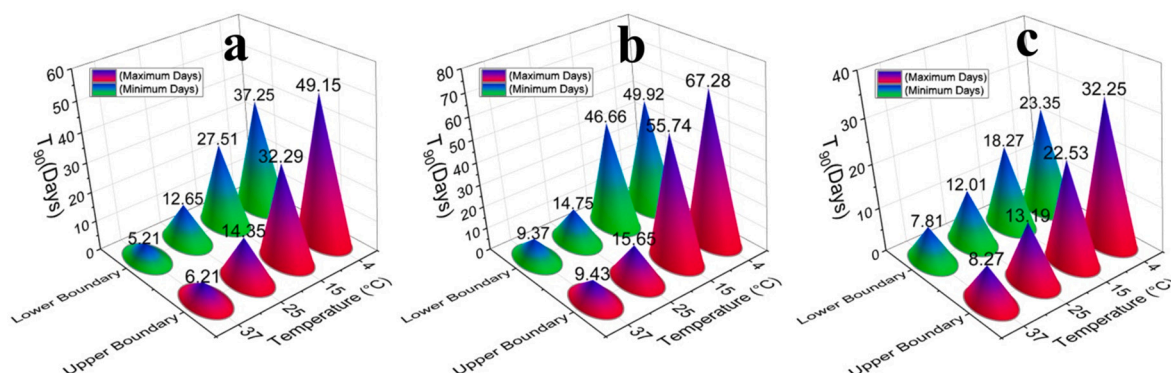 a
T 90(Days)
60
50
40
30
20
10
0
(Maximum Days)
(Minimum Days)
5.21
12.65
27.51
37.25
6.21
14.35
32.29
49.15
Lower Boundary
Upper Boundary
37
25
15
4
Temperature (°C)
b
T 90(Days)
80
70
60
50
40
30
20
10
0
(Maximum Days)
(Minimum Days)
9.37
14.75
46.66
49.92
9.43
15.65
55.74
67.28
Lower Boundary
Upper Boundary
37
25
15
4
Temperature (°C)
c
T 90(Days)
40
30
20
10
0
(Maximum Days)
(Minimum Days)
7.81
12.01
18.27
23.35
8.27
13.19
22.53
32.25
Lower Boundary
Upper Boundary
37
25
15
4
Temperature (°C)